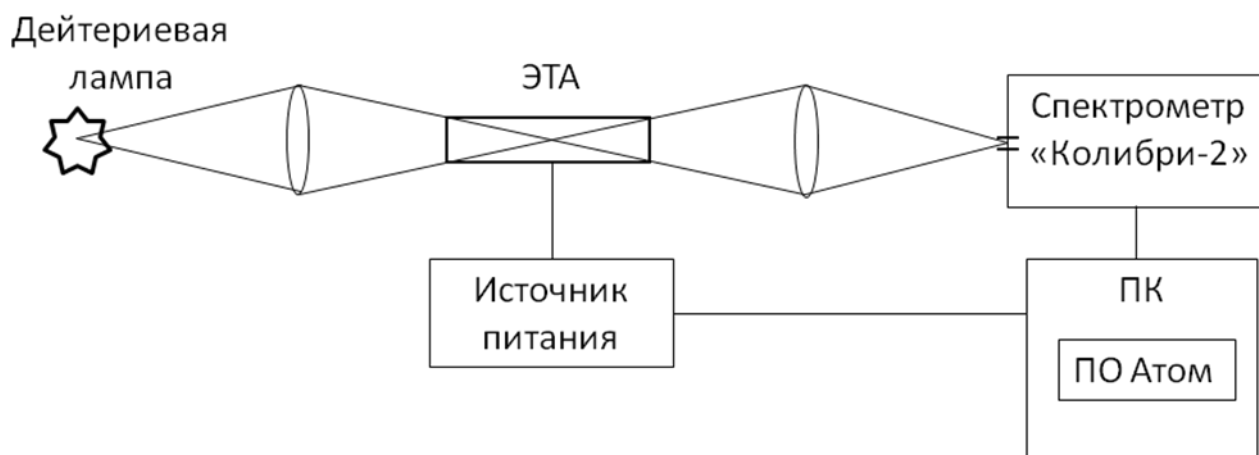 Дейтериевая
лампа
ЭТА
Спектрометр
«Колибри-2»
Источник
питания
ПК
ПО Атом